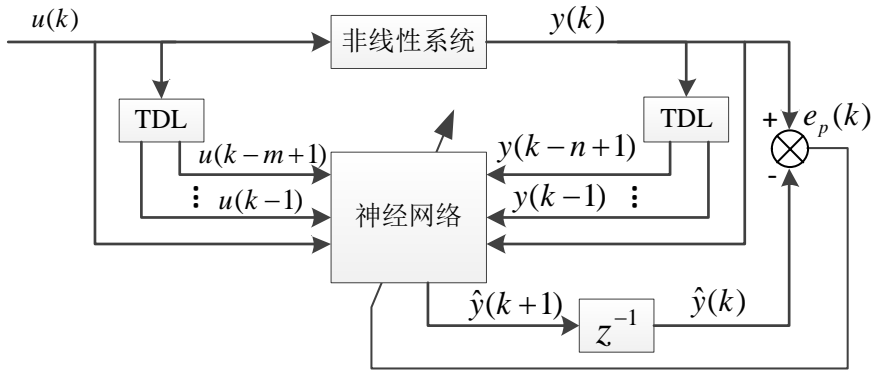 u(k)
非线性系统
y(k)
TDL
TDL
+
e_p(k)
-
u(k−m+1)
y(k−n+1)
⋮
u(k−1)
神经网络
y(k−1)
⋮
ŷ(k+1)
z⁻¹
ŷ(k)